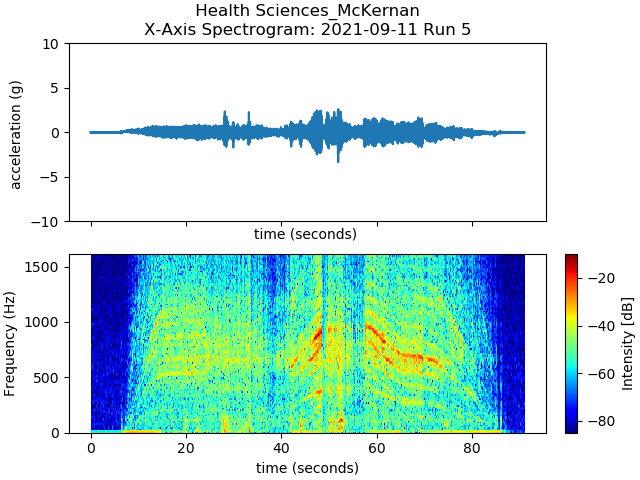 Health Sciences_McKernan
X-Axis Spectrogram: 2021-09-11 Run 5
10
5
0
−5
−10
acceleration (g)
time (seconds)
1500
1000
500
0
Frequency (Hz)
0 20 40 60 80
time (seconds)
−20
−40
−60
−80
Intensity [dB]